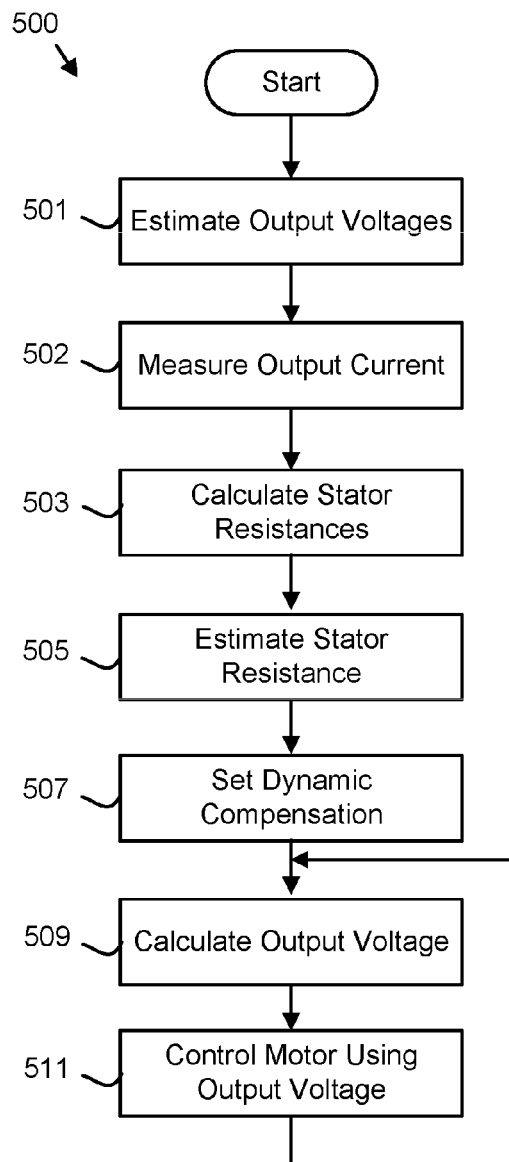 500
Start
501
Estimate Output Voltages
502
Measure Output Current
503
Calculate Stator
Resistances
505
Estimate Stator
Resistance
507
Set Dynamic
Compensation
509
Calculate Output Voltage
511
Control Motor Using
Output Voltage